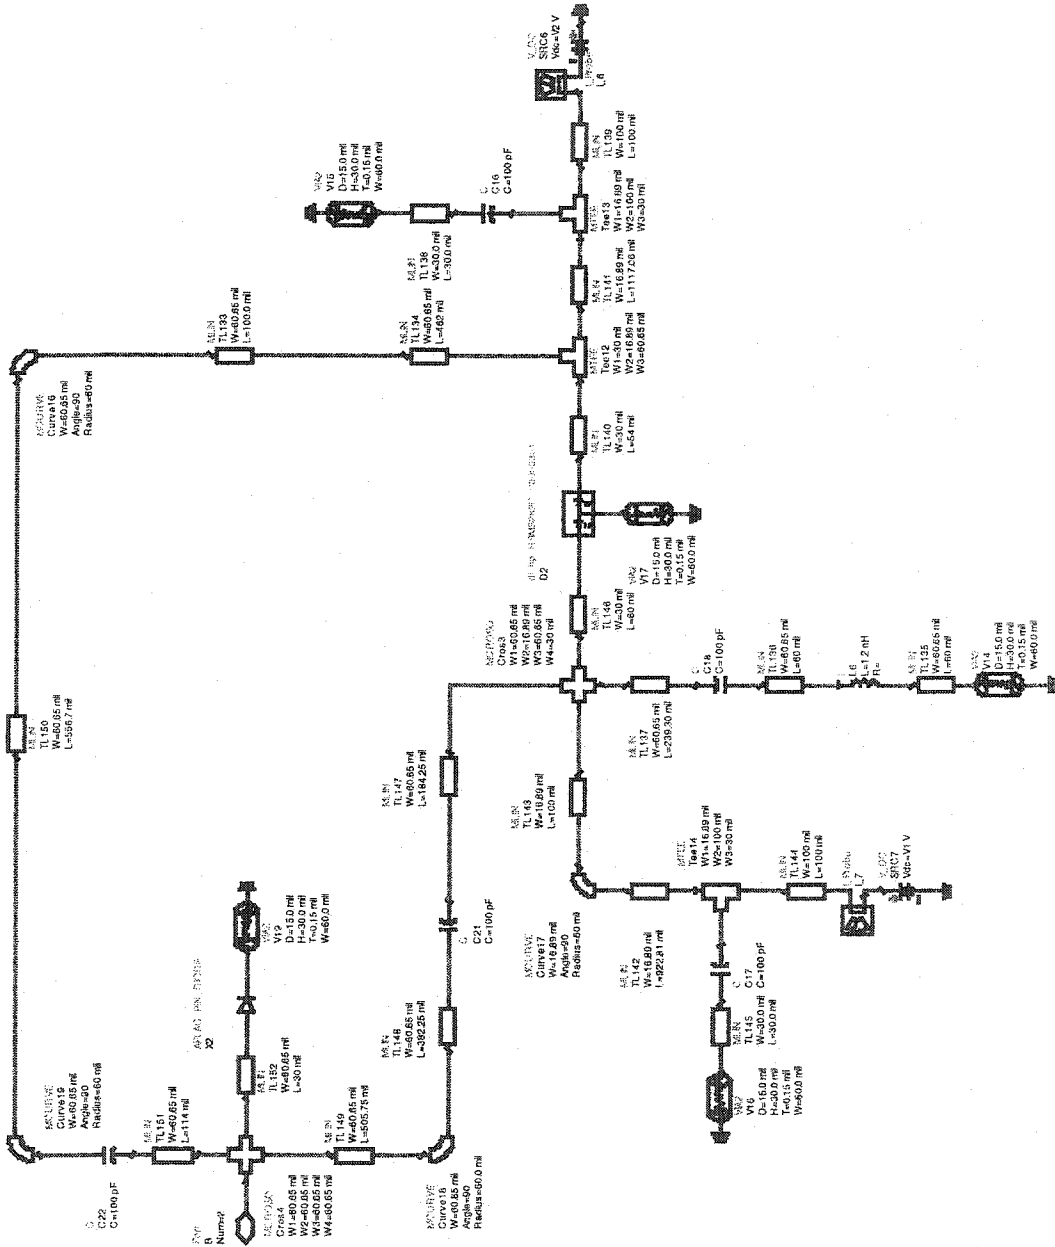 V_DC
SRC6
Vdc=V2 V
I_Probe
I_6
VIA2
V15
D=15.0 mil
H=30.0 mil
T=0.15 mil
W=60.0 mil
C
C16
C=100 pF
MLIN
TL139
W=100 mil
L=100 mil
MLIN
TL138
W=30.0 mil
L=30.0 mil
MTEE
Tee13
W1=16.89 mil
W2=100 mil
W3=30 mil
MLIN
TL141
W=16.89 mil
L=1117.06 mil
MLIN
TL133
W=60.65 mil
L=100.0 mil
MLIN
TL134
W=60.65 mil
L=462 mil
MTEE
Tee12
W1=30 mil
W2=16.89 mil
W3=60.65 mil
MCURVE
Curve16
W=60.65 mil
Angle=90
Radius=60 mil
MLIN
TL140
W=30 mil
L=54 mil
D2
VIA2
V17
D=15.0 mil
H=30.0 mil
T=0.15 mil
W=60.0 mil
MLIN
TL146
W=30 mil
L=60 mil
MCROSO
Cros3
W1=60.65 mil
W2=16.89 mil
W3=60.65 mil
W4=30 mil
MLIN
TL137
W=60.65 mil
L=239.30 mil
C
C18
C=100 pF
MLIN
TL136
W=60.65 mil
L=60 mil
L
L6
L=1.2 nH
R=
MLIN
TL135
W=60.65 mil
L=60 mil
VIA2
V14
D=15.0 mil
H=30.0 mil
T=0.15 mil
W=60.0 mil
MLIN
TL150
W=60.65 mil
L=556.7 mil
MLIN
TL147
W=60.65 mil
L=184.25 mil
MLIN
TL143
W=16.89 mil
L=100 mil
MTEE
Tee14
W1=16.89 mil
W2=100 mil
W3=30 mil
MLIN
TL144
W=100 mil
L=100 mil
I_Probe
I_7
V_DC
SRC7
Vdc=V1 V
VIA2
V19
D=15.0 mil
H=30.0 mil
T=0.15 mil
W=60.0 mil
C
C21
C=100 pF
MCURVE
Curve17
W=16.89 mil
Angle=90
Radius=60 mil
MLIN
TL142
W=16.89 mil
L=922.81 mil
C
C17
C=100 pF
X2
MLIN
TL148
W=60.65 mil
L=392.25 mil
MLIN
TL145
W=30.0 mil
L=30.0 mil
MLIN
TL152
W=60.65 mil
L=30 mil
VIA2
V16
D=15.0 mil
H=30.0 mil
T=0.15 mil
W=60.0 mil
MCURVE
Curve19
W=60.65 mil
Angle=90
Radius=60 mil
MLIN
TL149
W=60.65 mil
L=505.75 mil
MLIN
TL151
W=60.65 mil
L=114 mil
C
C22
C=100 pF
MCURVE
Curve18
W=60.65 mil
Angle=90
Radius=60.0 mil
MCROSO
Cros4
W1=60.65 mil
W2=60.65 mil
W3=60.65 mil
W4=60.65 mil
Port
B
Num=2